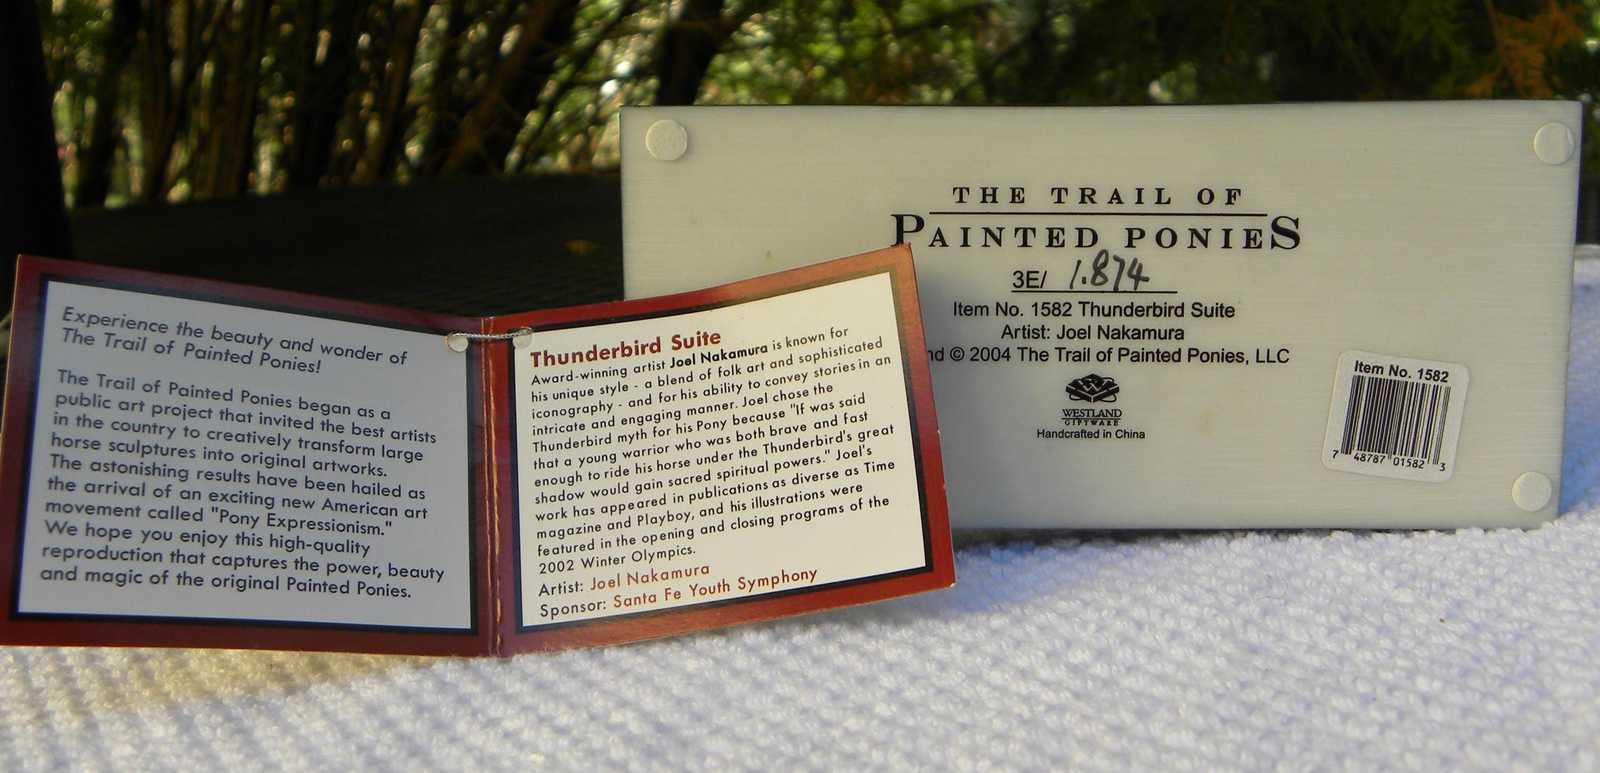 Experience the beauty and wonder of
The Trail of Painted Ponies!
The Trail of Painted Ponies began as a
public art project that invited the best artists
in the country to creatively transform large
horse sculptures into original artworks.
The astonishing results have been hailed as
the arrival of an exciting new American art
movement called "Pony Expressionism."
We hope you enjoy this high-quality
reproduction that captures the power, beauty
and magic of the original Painted Ponies.
Thunderbird Suite
Award-winning artist Joel Nakamura is known for
his unique style - a blend of folk art and sophisticated
iconography - and for his ability to convey stories in an
intricate and engaging manner. Joel chose the
Thunderbird myth for his Pony because "If was said
that a young warrior who was both brave and fast
enough to ride his horse under the Thunderbird's great
shadow would gain sacred spiritual powers." Joel's
work has appeared in publications as diverse as Time
magazine and Playboy, and his illustrations were
featured in the opening and closing programs of the
2002 Winter Olympics.
Artist: Joel Nakamura
Sponsor: Santa Fe Youth Symphony
THE TRAIL OF
PAINTED PONIES
3E/ 1.874
Item No. 1582 Thunderbird Suite
Artist: Joel Nakamura
© 2004 The Trail of Painted Ponies, LLC
WESTLAND
GIFTWARE
Handcrafted in China
Item No. 1582
7 48787 01582 3